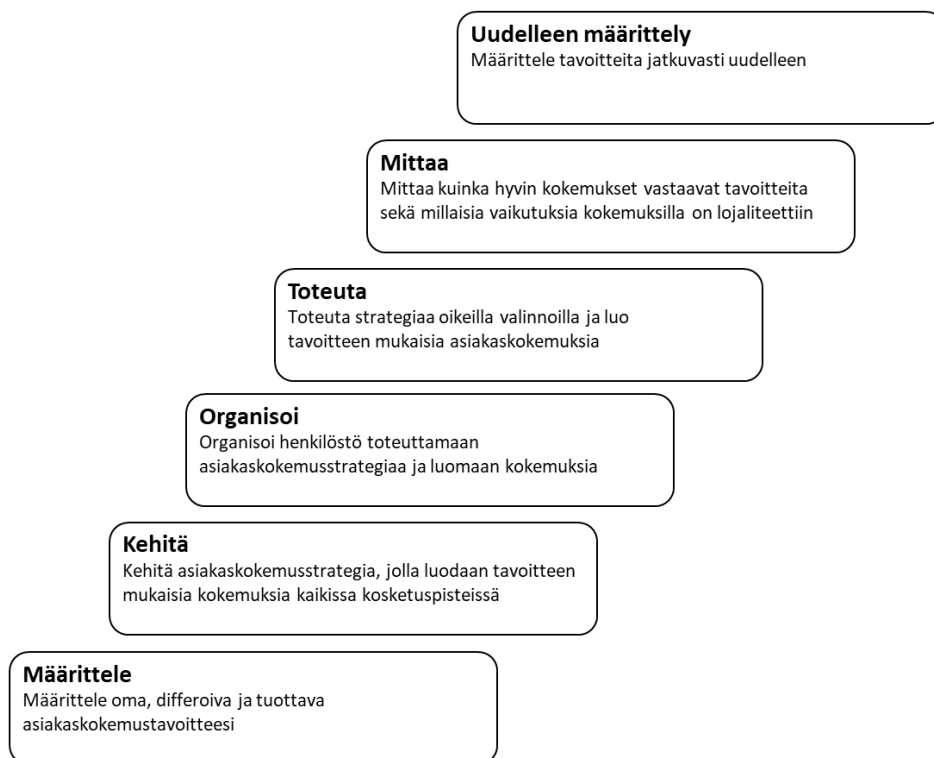 Uudelleen määrittely
Määrittele tavoitteita jatkuvasti uudelleen
Mittaa
Mittaa kuinka hyvin kokemukset vastaavat tavoitteita
sekä millaisia vaikutuksia kokemuksilla on lojaliteettiin
Toteuta
Toteuta strategiaa oikeilla valinnoilla ja luo
tavoitteen mukaisia asiakaskokemuksia
Organisoi
Organisoi henkilöstö toteuttamaan
asiakaskokemusstrategiaa ja luomaan kokemuksia
Kehitä
Kehitä asiakaskokemusstrategia, jolla luodaan tavoitteen
mukaisia kokemuksia kaikissa kosketuspisteissä
Määrittele
Määrittele oma, differoiva ja tuottava
asiakaskokemustavoitteesi